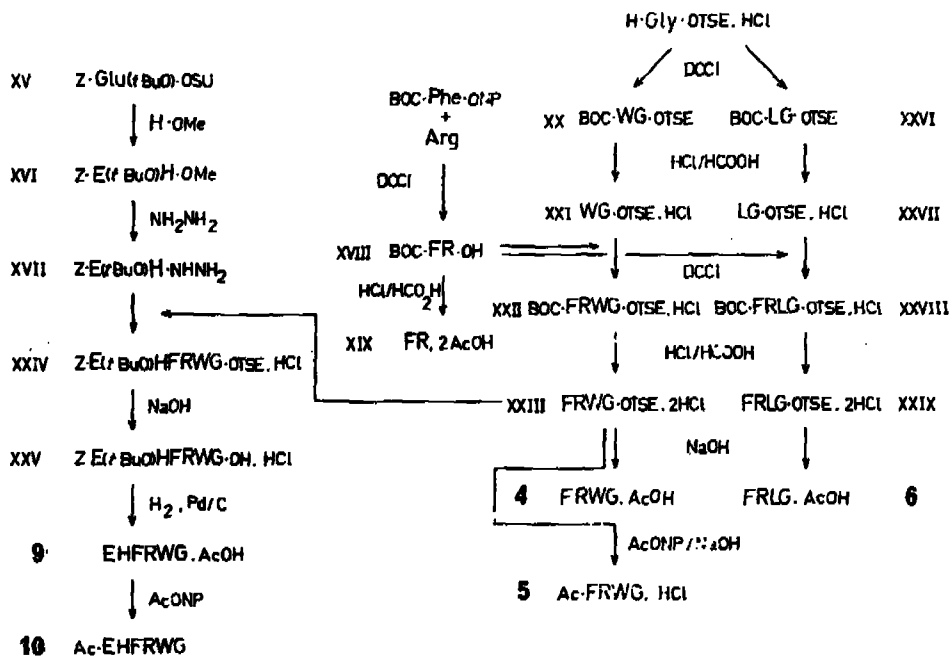 H·Gly·OTSE.HCl
DCCI
XV Z·Glu(tBuO)·OSU
H·OMe
BOC·Phe·ONP
+
Arg
XX BOC·WG·OTSE
BOC·LG·OTSE XXVI
HCl/HCOOH
XVI Z·E(tBuO)H·OMe
NH2NH2
DCCI
XXI WG·OTSE.HCl
LG·OTSE.HCl XXVII
XVII Z·E(tBuO)H·NHNH2
XVIII BOC·FR·OH
DCCI
HCl/HCO2H
XXII BOC·FRWG·OTSE.HCl
BOC·FRLG·OTSE.HCl XXVIII
XIX FR, 2AcOH
HCl/HCOOH
XXIV Z·E(tBuO)HFRWG·OTSE.HCl
NaOH
XXIII FRWG·OTSE.2HCl
FRLG·OTSE.2HCl XXIX
NaOH
XXV Z E(tBuO)HFRWG·OH.HCl
H2,Pd/C
4 FRWG.AcOH
FRLG.AcOH 6
9 EHFRWG.AcOH
AcONP/NaOH
AcONP
5 Ac·FRWG.HCl
10 Ac·EHFRWG